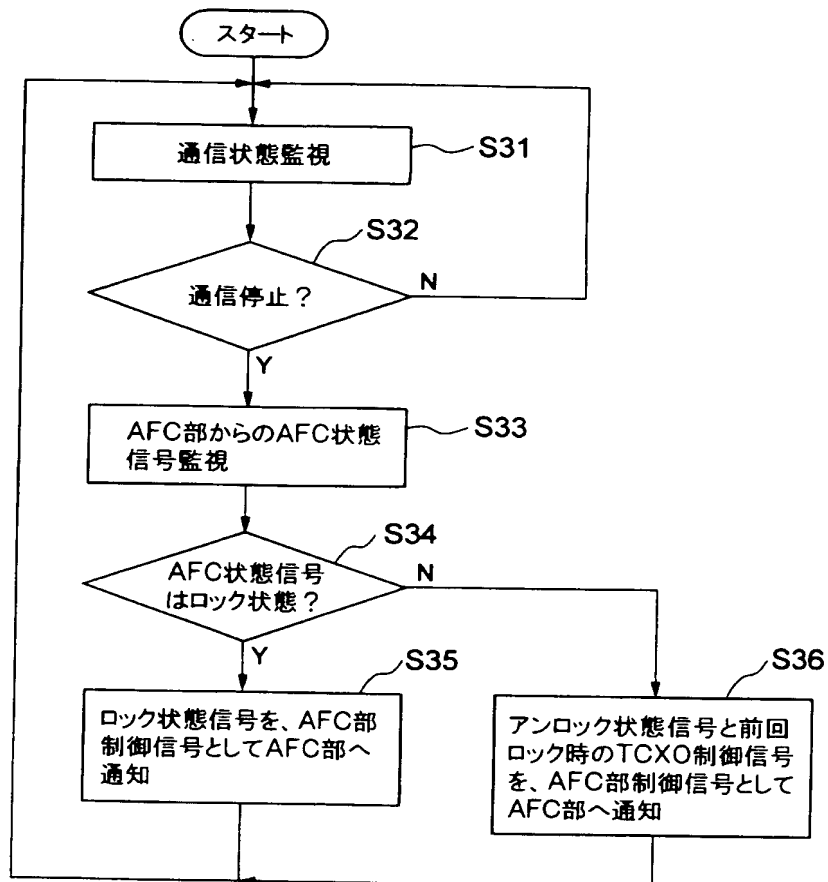 スタート
通信状態監視
S31
S32
通信停止？
N
Y
AFC部からのAFC状態
信号監視
S33
S34
AFC状態信号
はロック状態？
N
Y
S35
ロック状態信号を、AFC部
制御信号としてAFC部へ
通知
S36
アンロック状態信号と前回
ロック時のTCXO制御信号
を、AFC部制御信号として
AFC部へ通知